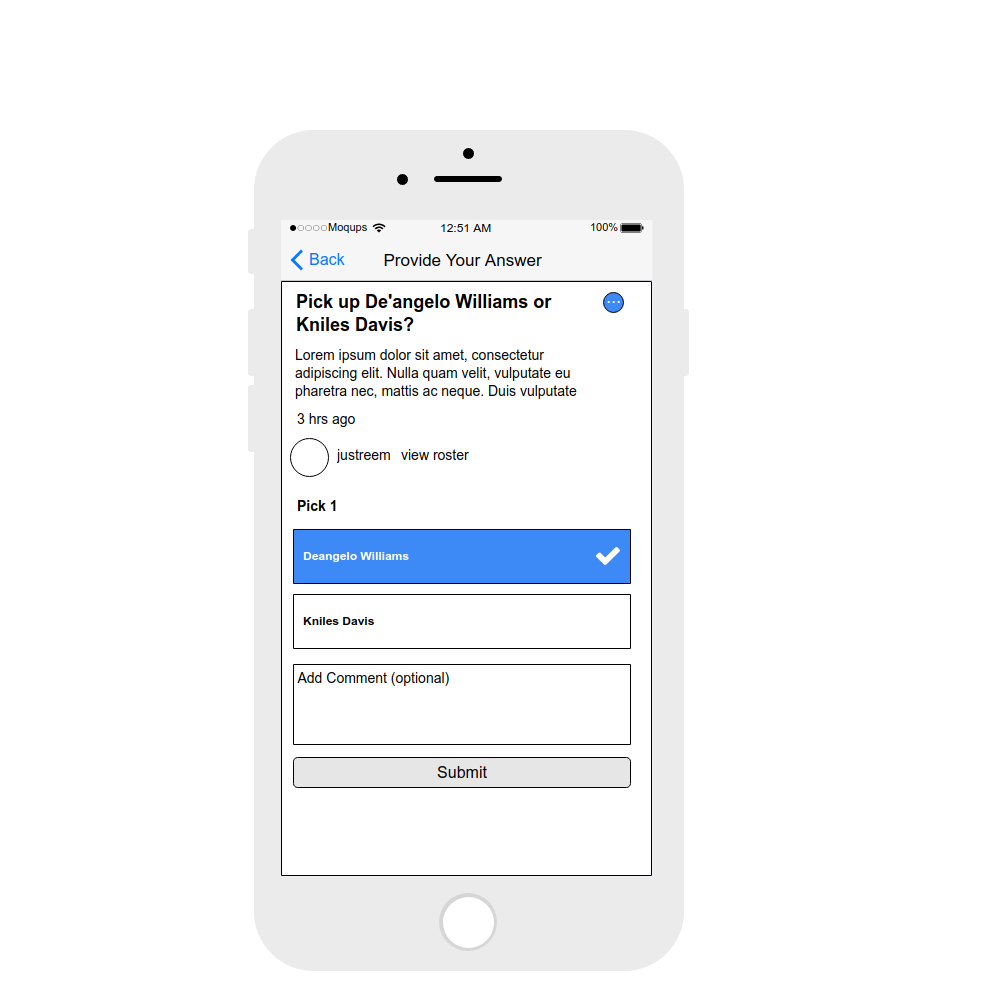 Moqups 12:51 AM 100%
Back Provide Your Answer
Pick up De'angelo Williams or
Kniles Davis?
Lorem ipsum dolor sit amet, consectetur
adipiscing elit. Nulla quam velit, vulputate eu
pharetra nec, mattis ac neque. Duis vulputate
3 hrs ago
justreem view roster
Pick 1
Deangelo Williams
Kniles Davis
Add Comment (optional)
Submit